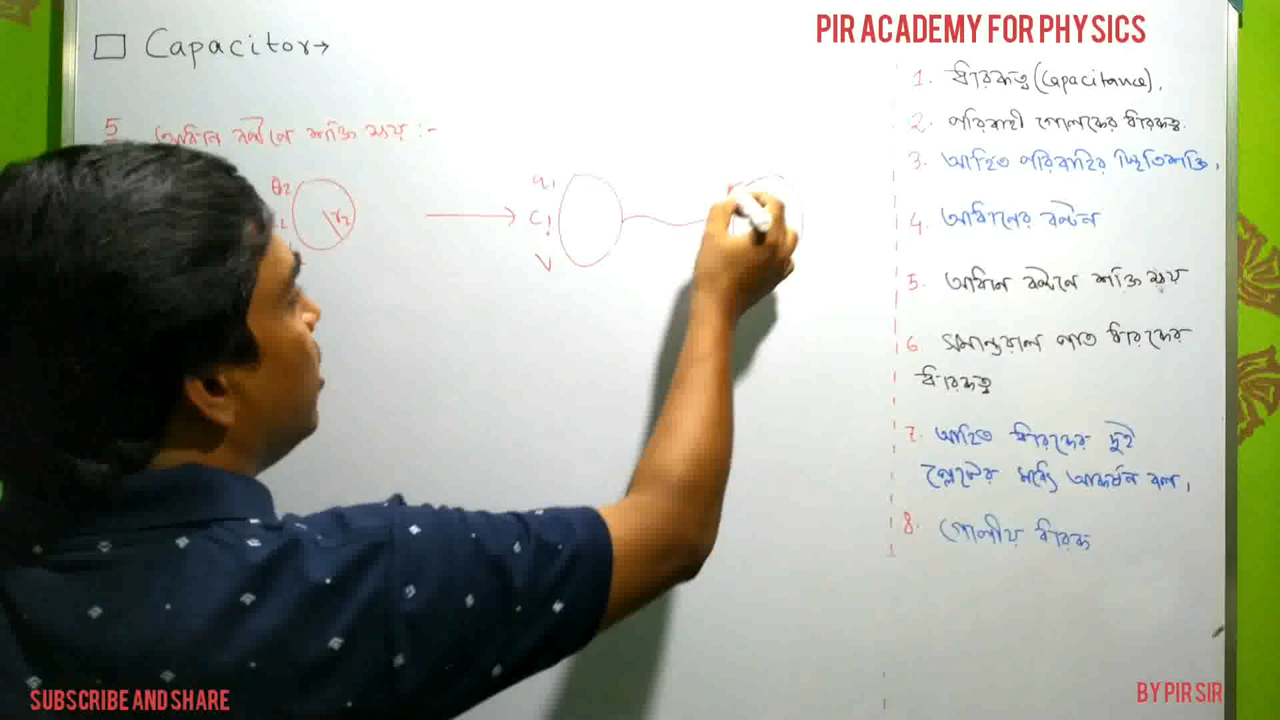 PIR ACADEMY FOR PHYSICS
Capacitor→
5 আধান বন্টনে শক্তি ক্ষয় :-
Q2
r2
q1
C1
V
1. ধারকত্ব (Capacitance).
2. পরিবাহী গোলকের ধারকত্ব.
3. আহিত পরিবাহির স্থিতিশক্তি,
4. আধানের বন্টন
5. আধান বন্টনে শক্তি ক্ষয়
6. সমান্তরাল পাত ধারকের
ধারকত্ব
7. আহিত ধারকের দুই
প্লেটের মধ্যে আকর্ষন বল,
8. গোলীয় ধারক
SUBSCRIBE AND SHARE
BY PIR SIR